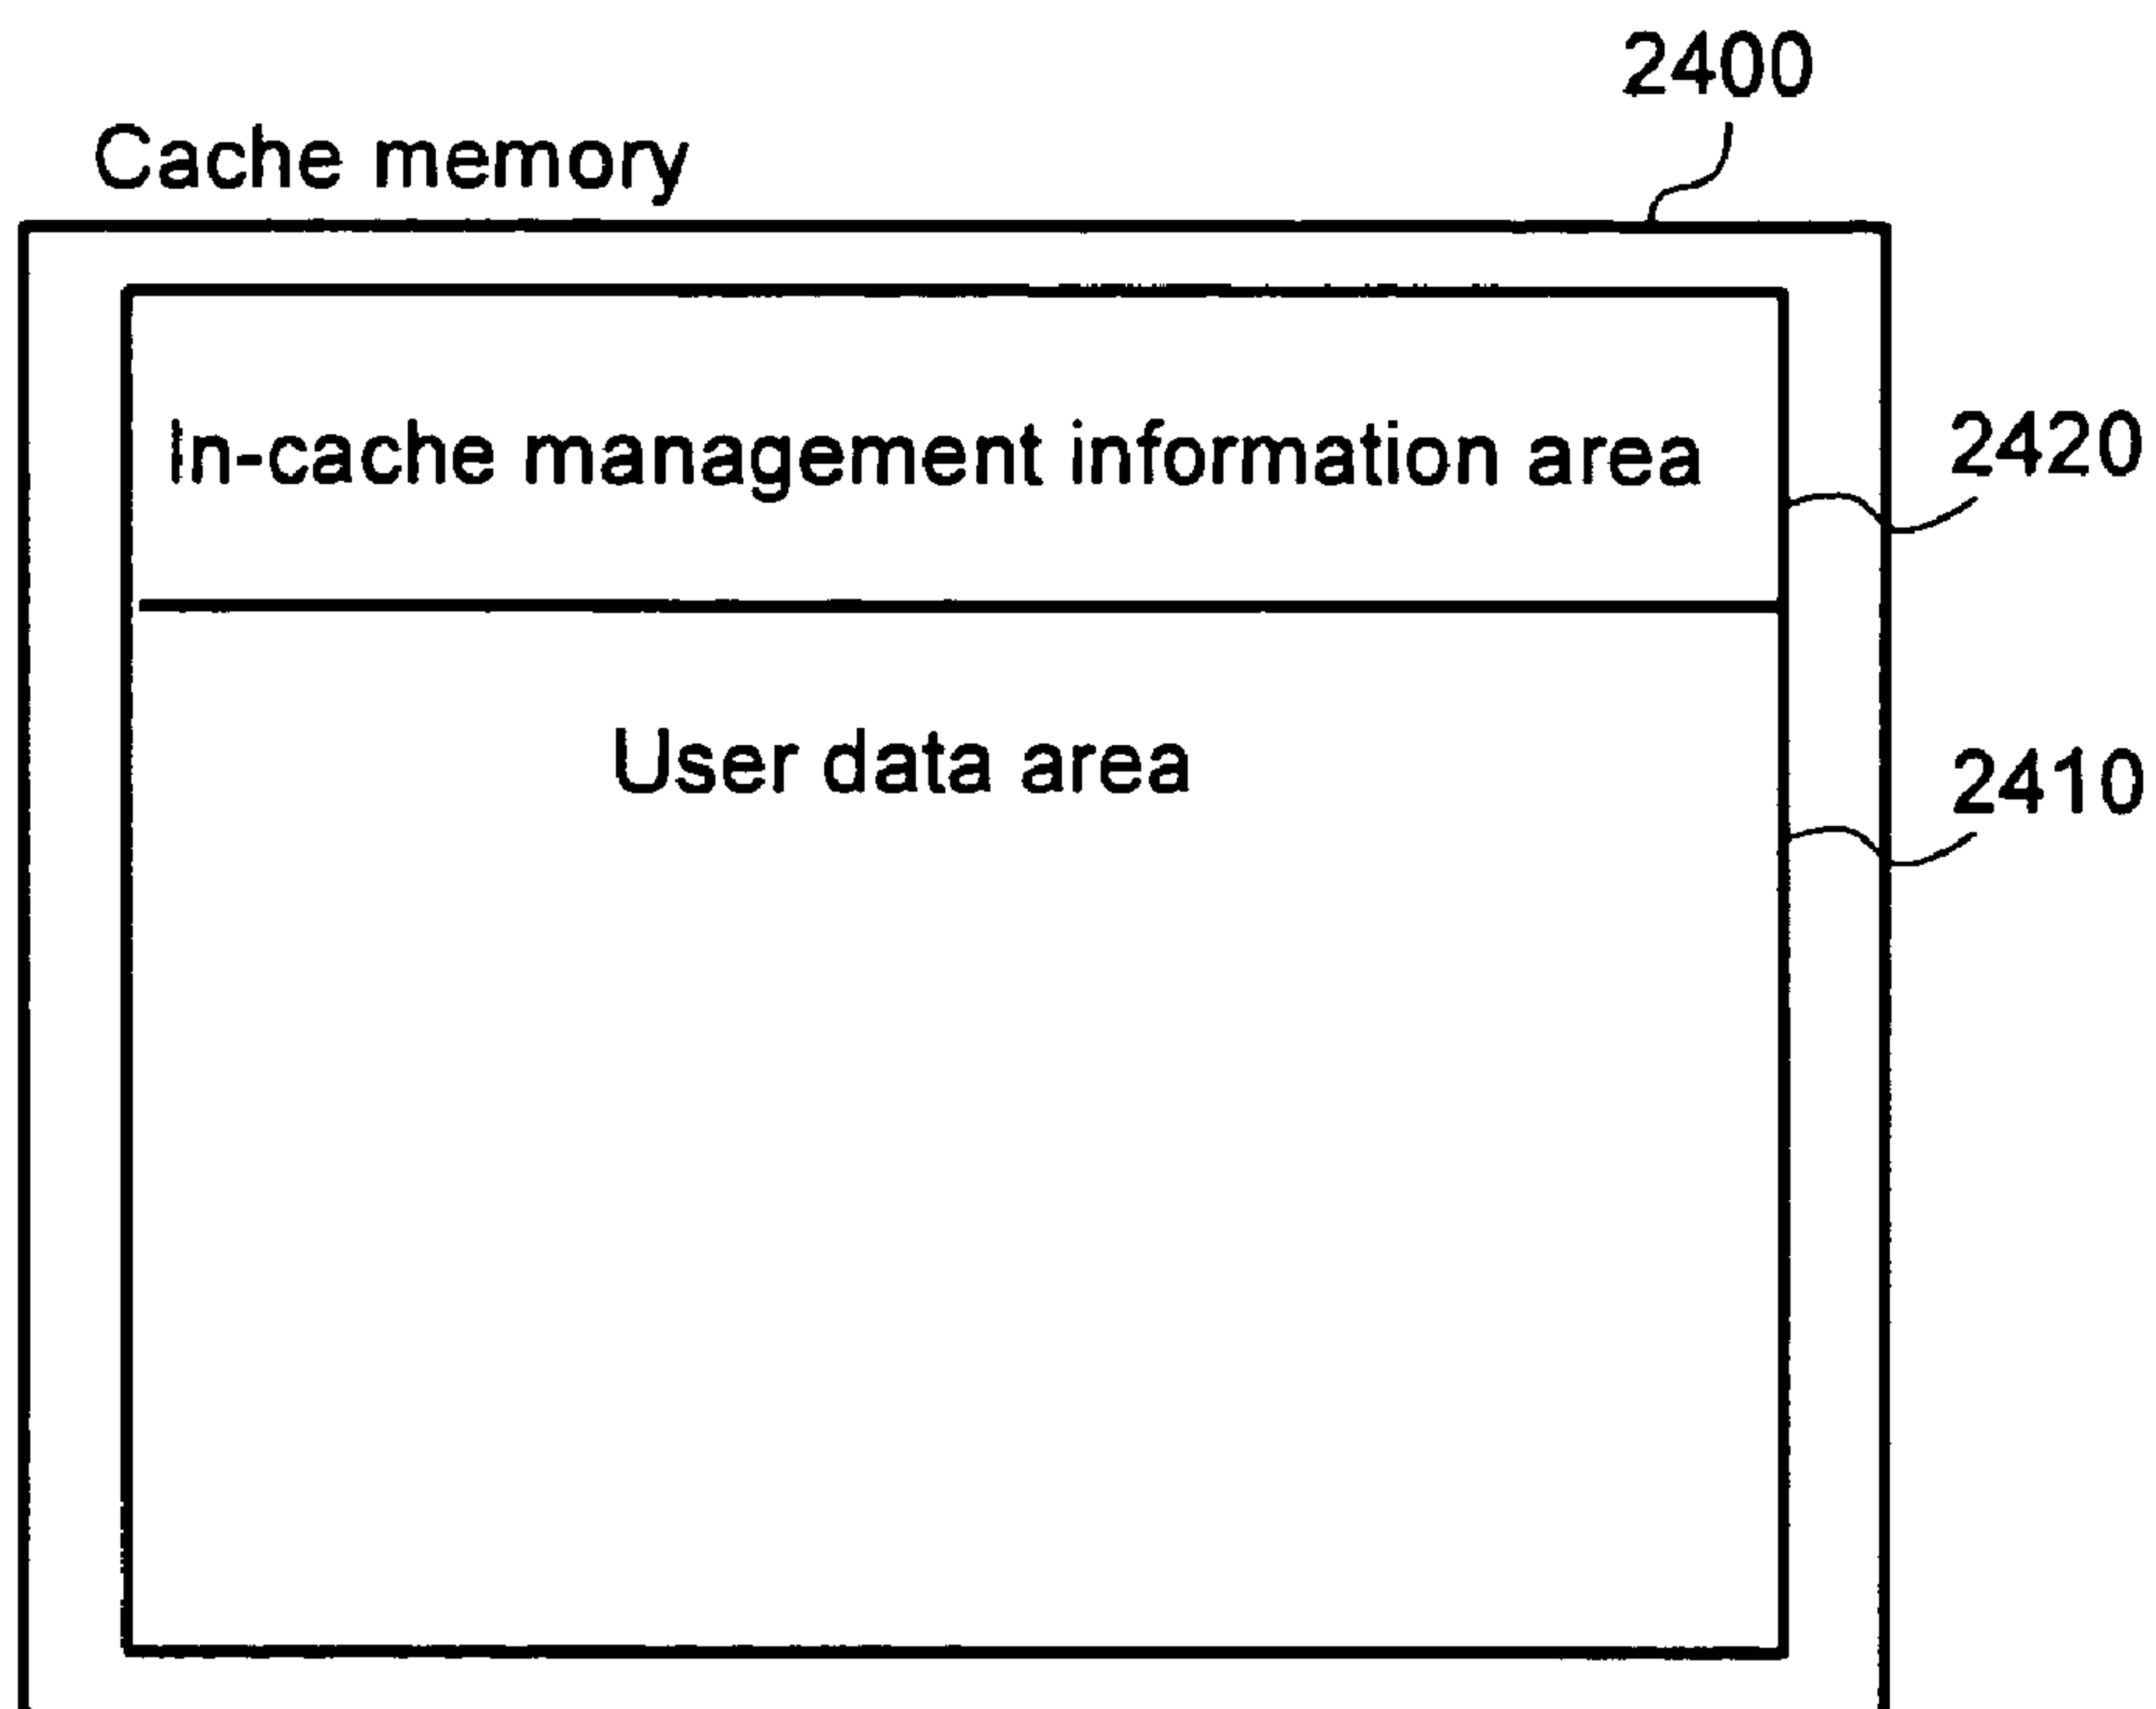 2400
Cache memory
In-cache management information area
2420
User data area
2410